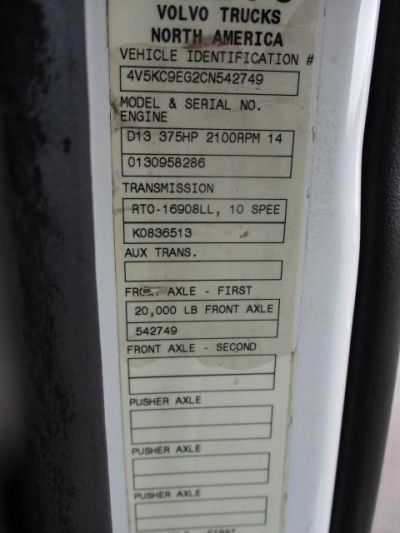 VOLVO TRUCKS
NORTH AMERICA
VEHICLE IDENTIFICATION #
4V5KC9EG2CN542749
MODEL & SERIAL NO.
ENGINE
D13 375HP 2100RPM 14
0130958286
TRANSMISSION
RTO-16908LL, 10 SPEE
K0836513
AUX TRANS.
FRONT AXLE - FIRST
20,000 LB FRONT AXLE
542749
FRONT AXLE - SECOND
PUSHER AXLE
PUSHER AXLE
PUSHER AXLE
FIRST